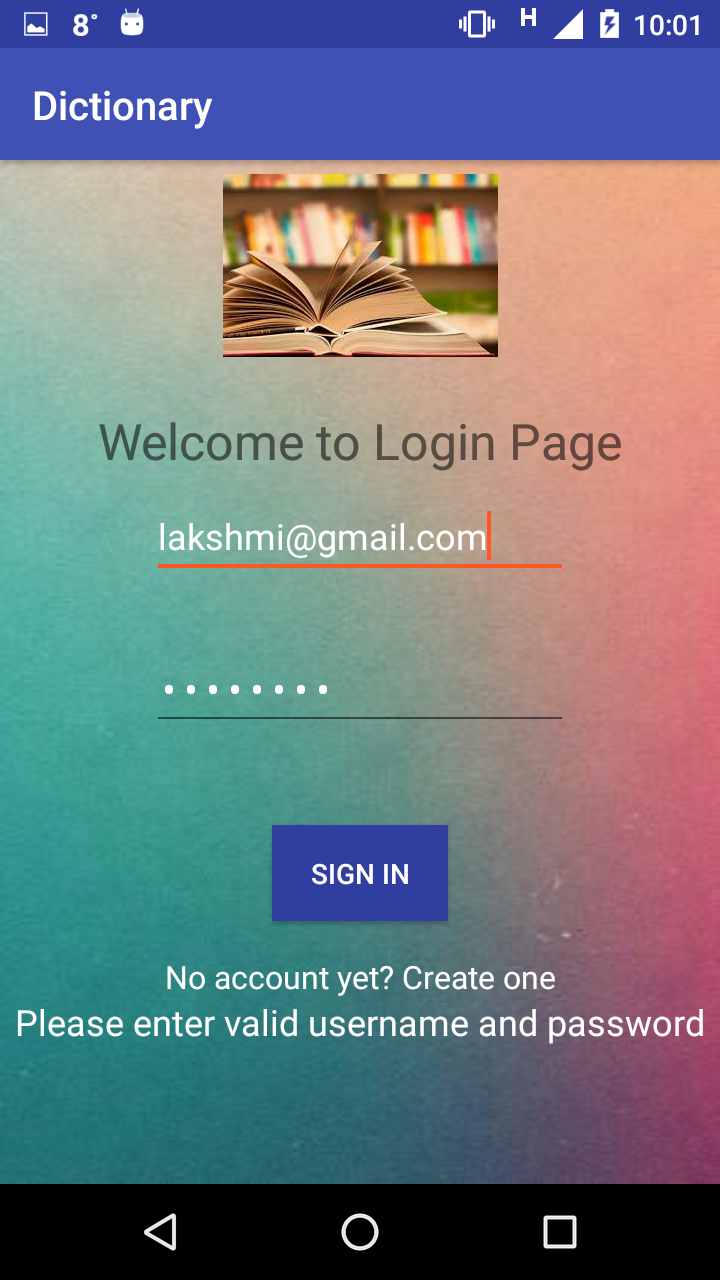 8° H 10:01
Dictionary
Welcome to Login Page
lakshmi@gmail.com
........
SIGN IN
No account yet? Create one
Please enter valid username and password